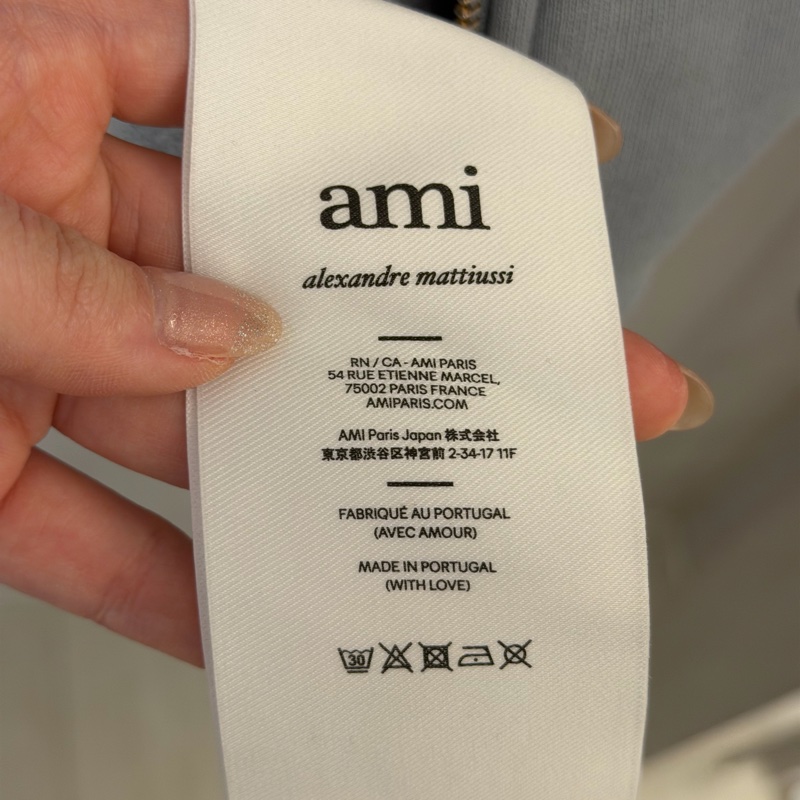 ami
alexandre mattiussi
RN / CA - AMI PARIS
54 RUE ETIENNE MARCEL,
75002 PARIS FRANCE
AMIPARIS.COM
AMI Paris Japan 株式会社
東京都渋谷区神宮前 2-34-17 11F
FABRIQUÉ AU PORTUGAL
(AVEC AMOUR)
MADE IN PORTUGAL
(WITH LOVE)
30